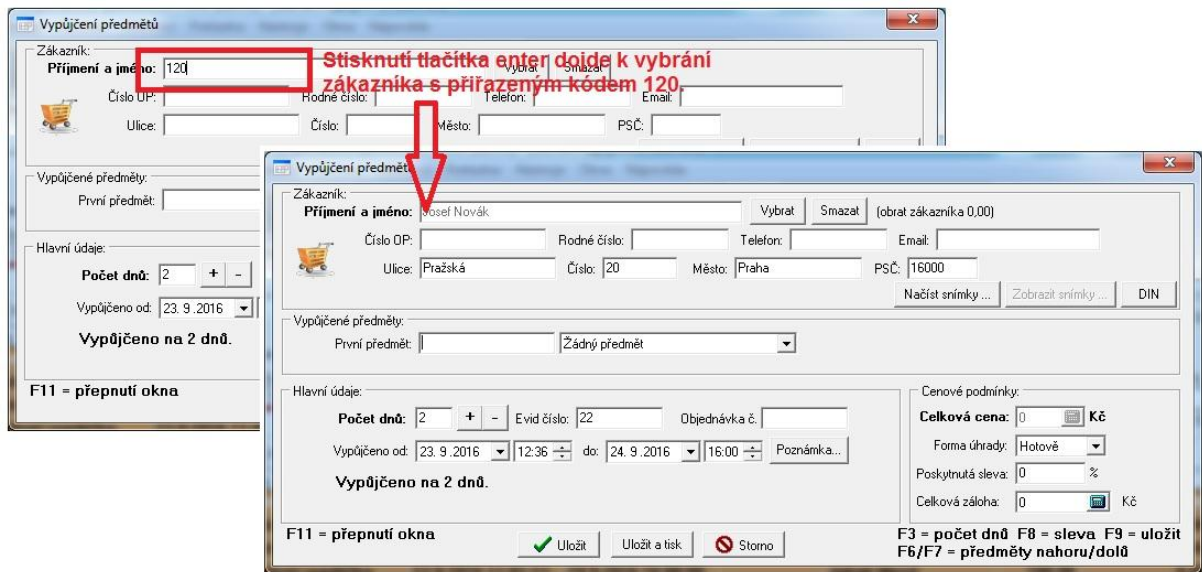 Vypůjčení předmětů
Zákazník:
Příjmení a jméno: 120
Vybrat Smazat
Stisknutí tlačítka enter dojde k vybrání
zákazníka s přiřazeným kódem 120.
Číslo OP: Rodné číslo: Telefon: Email:
Ulice: Číslo: Město: PSČ:
Vypůjčené předměty:
První předmět:
Hlavní údaje:
Počet dnů: 2 + -
Vypůjčeno od: 23. 9 .2016
Vypůjčeno na 2 dnů.
F11 = přepnutí okna
Vypůjčení předmětů
Zákazník:
Příjmení a jméno: Josef Novák Vybrat Smazat (obrat zákazníka 0,00)
Číslo OP: Rodné číslo: Telefon: Email:
Ulice: Pražská Číslo: 20 Město: Praha PSČ: 16000
Načíst snímky ... Zobrazit snímky ... DIN
Vypůjčené předměty:
První předmět: Žádný předmět
Hlavní údaje:
Počet dnů: 2 + - Evid číslo: 22 Objednávka č.
Vypůjčeno od: 23. 9 .2016 12:36 do: 24. 9 .2016 16:00 Poznámka...
Vypůjčeno na 2 dnů.
Cenové podmínky:
Celková cena: 0 Kč
Forma úhrady: Hotově
Poskytnutá sleva: 0 %
Celková záloha: 0 Kč
F11 = přepnutí okna
Uložit Uložit a tisk Storno
F3 = počet dnů F8 = sleva F9 = uložit
F6/F7 = předměty nahoru/dolů